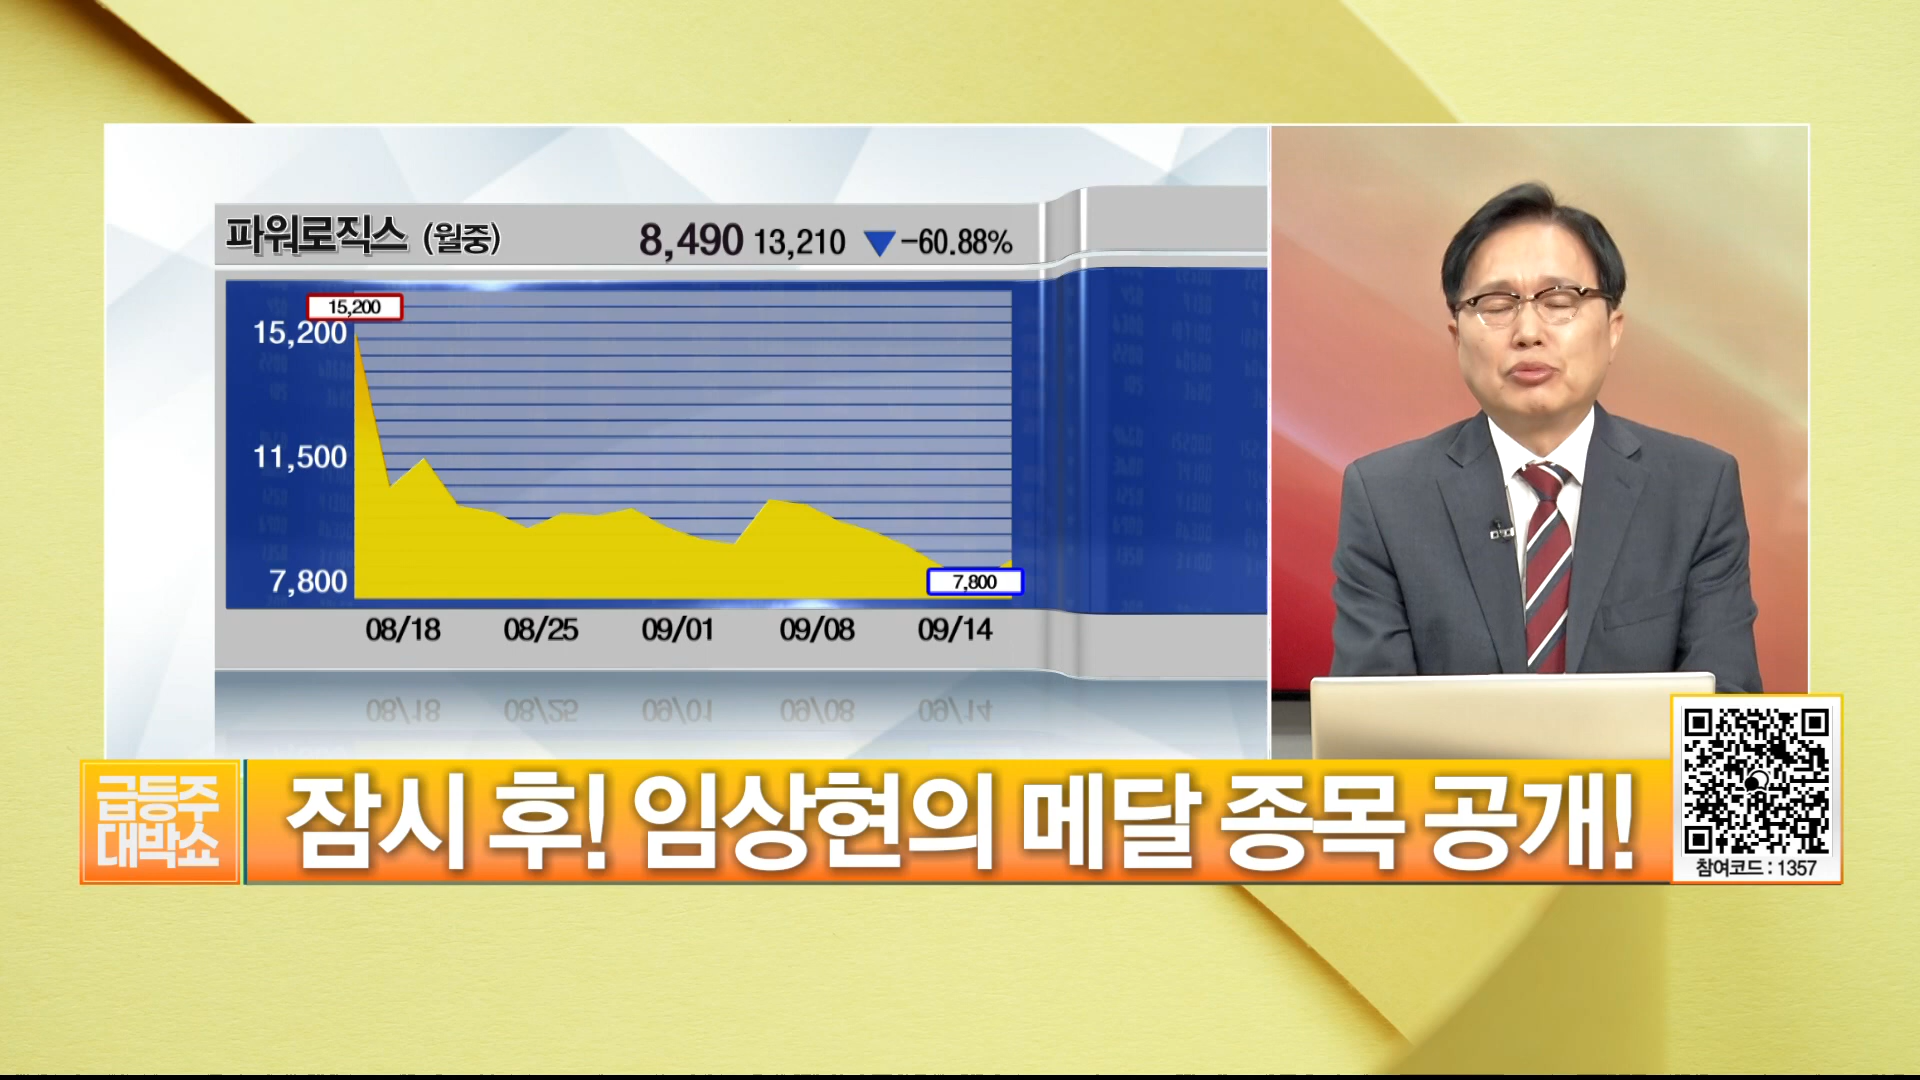 파워로직스 (월중) 8,490 13,210 ▼-60.88%
15,200
15,200
11,500
7,800
7,800
08/18 08/25 09/01 09/08 09/14
급등주
대박쇼
잠시 후! 임상현의 메달 종목 공개!
참여코드 : 1357